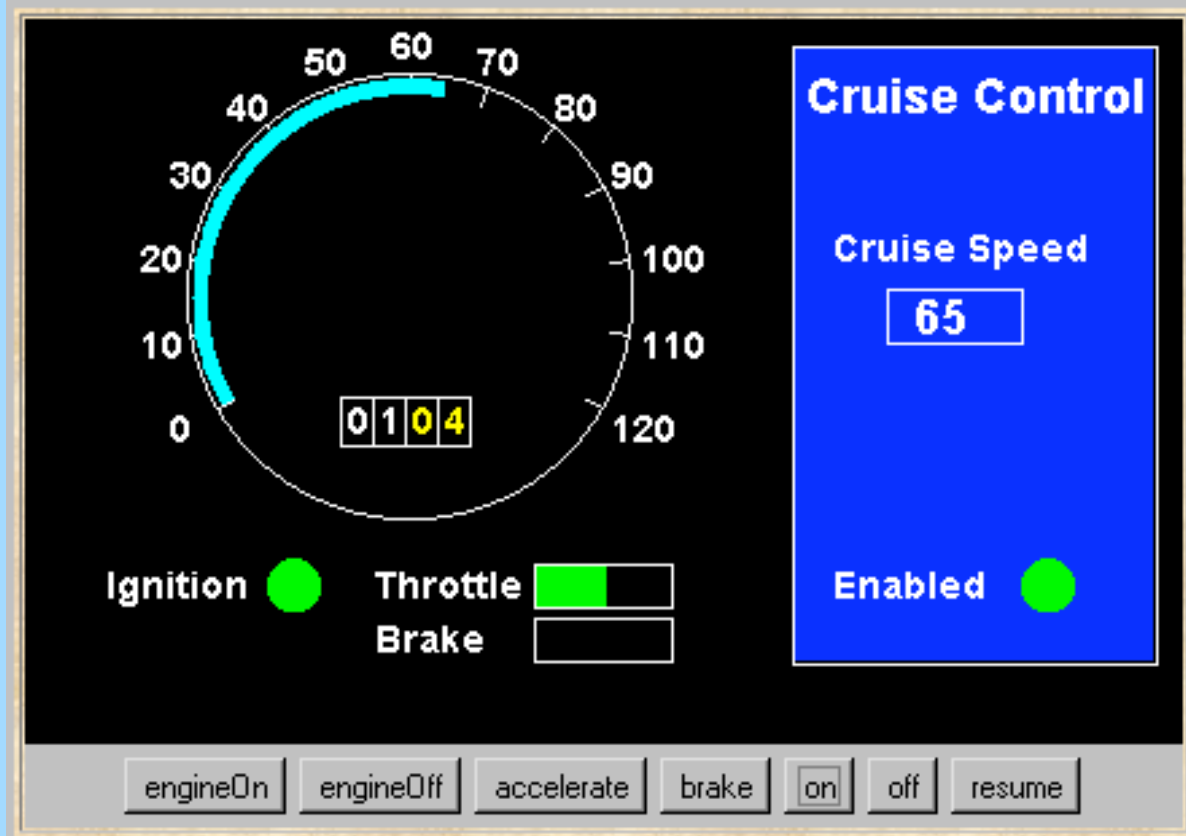 60
50
70
40
80
30
90
20
100
10
110
0
120
0104
Ignition
Throttle
Brake
Cruise Control
Cruise Speed
65
Enabled
engineOn engineOff accelerate brake on off resume